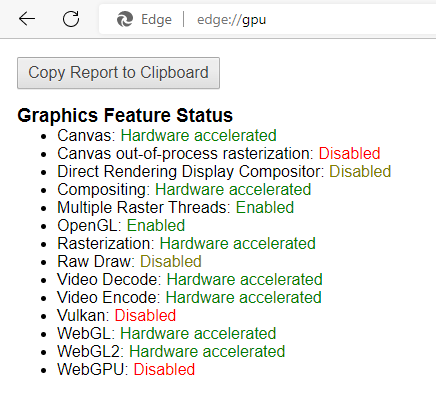 Edge | edge://gpu
Copy Report to Clipboard
Graphics Feature Status
Canvas: Hardware accelerated
Canvas out-of-process rasterization: Disabled
Direct Rendering Display Compositor: Disabled
Compositing: Hardware accelerated
Multiple Raster Threads: Enabled
OpenGL: Enabled
Rasterization: Hardware accelerated
Raw Draw: Disabled
Video Decode: Hardware accelerated
Video Encode: Hardware accelerated
Vulkan: Disabled
WebGL: Hardware accelerated
WebGL2: Hardware accelerated
WebGPU: Disabled